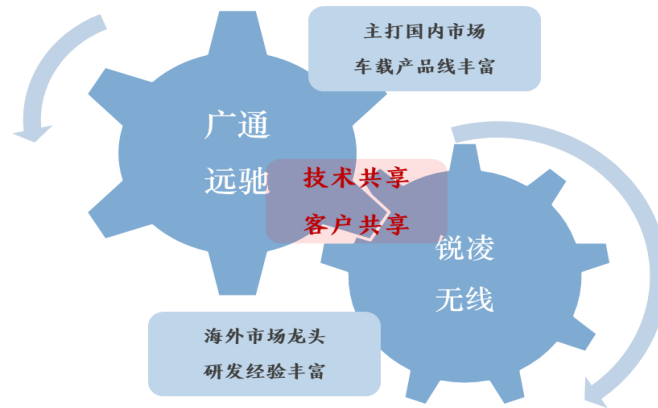 主打国内市场
车载产品线丰富
广通
远驰
技术共享
客户共享
锐凌
无线
海外市场龙头
研发经验丰富